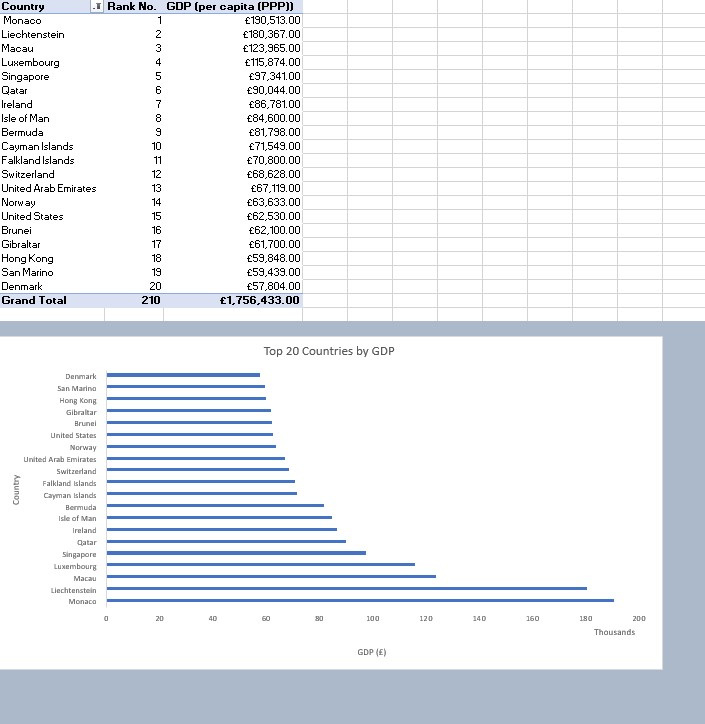 Country Rank No. GDP (per capita (PPP))
Monaco 1 £190,513.00
Liechtenstein 2 £180,367.00
Macau 3 £123,965.00
Luxembourg 4 £115,874.00
Singapore 5 £97,341.00
Qatar 6 £90,044.00
Ireland 7 £86,781.00
Isle of Man 8 £84,600.00
Bermuda 9 £81,798.00
Cayman Islands 10 £71,549.00
Falkland Islands 11 £70,800.00
Switzerland 12 £68,628.00
United Arab Emirates 13 £67,119.00
Norway 14 £63,633.00
United States 15 £62,530.00
Brunei 16 £62,100.00
Gibraltar 17 £61,700.00
Hong Kong 18 £59,848.00
San Marino 19 £59,439.00
Denmark 20 £57,804.00
Grand Total 210 £1,756,433.00
Top 20 Countries by GDP
Denmark
San Marino
Hong Kong
Gibraltar
Brunei
United States
Norway
United Arab Emirates
Switzerland
Falkland Islands
Cayman Islands
Bermuda
Isle of Man
Ireland
Qatar
Singapore
Luxembourg
Macau
Liechtenstein
Monaco
Country
0 20 40 60 80 100 120 140 160 180 200
Thousands
GDP (£)